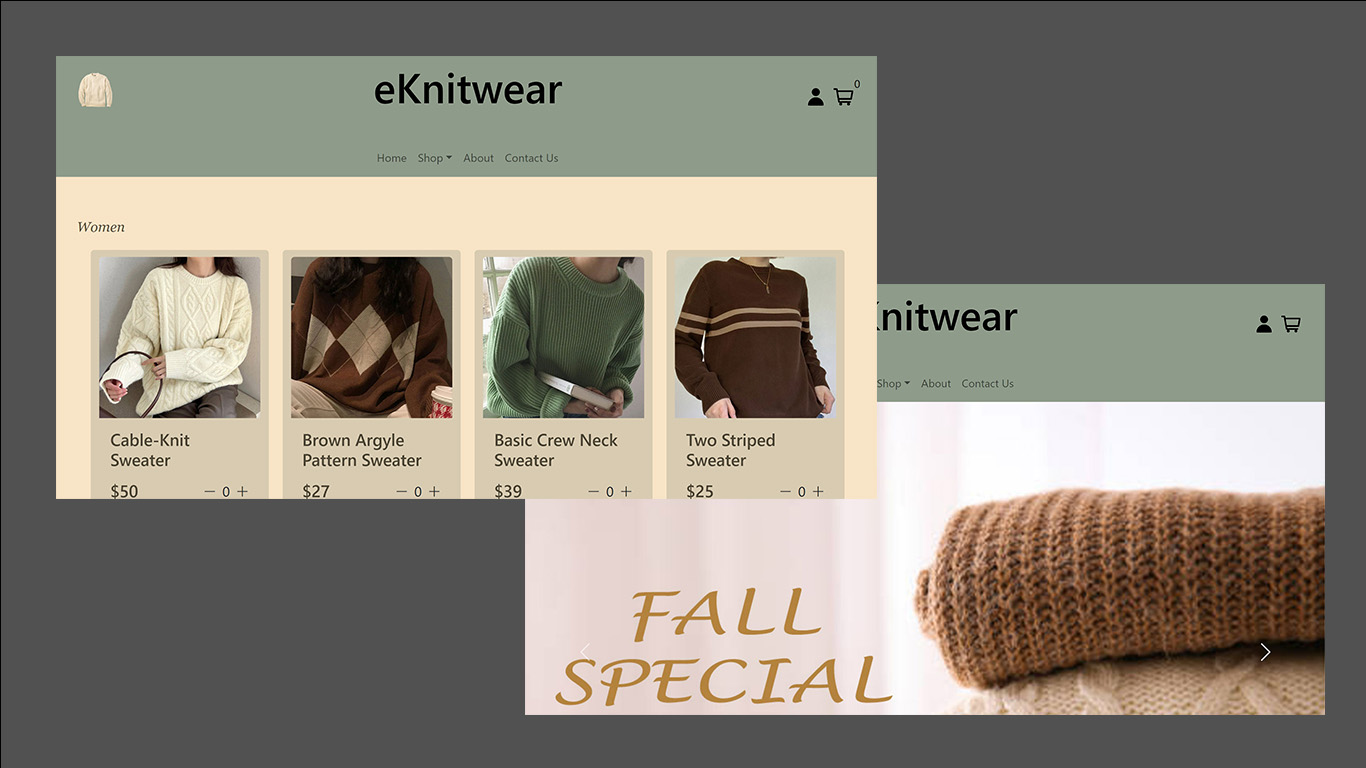 eKnitwear
0
Home Shop About Contact Us
Women
Cable-Knit
Sweater
$50 − 0 +
Brown Argyle
Pattern Sweater
$27 − 0 +
Basic Crew Neck
Sweater
$39 − 0 +
Two Striped
Sweater
$25 − 0 +
Knitwear
Shop About Contact Us
FALL
SPECIAL